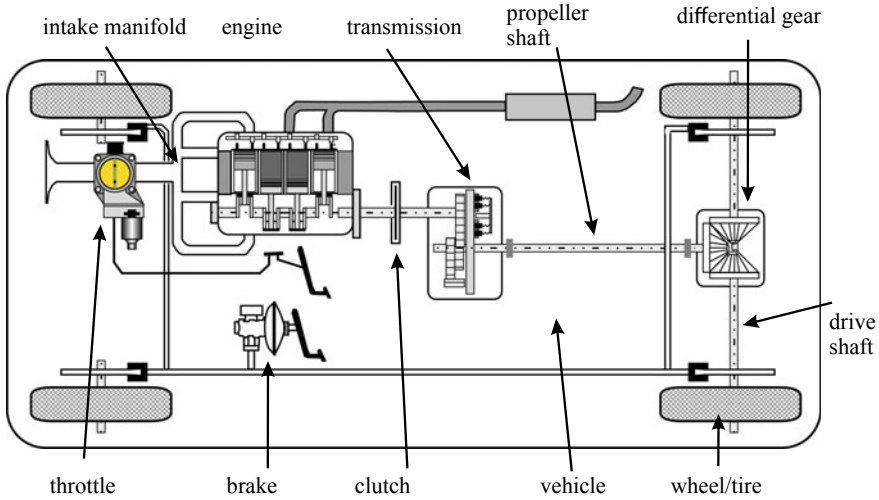 propeller
shaft
differential gear
intake manifold
engine
transmission
drive
shaft
throttle
brake
clutch
vehicle
wheel/tire